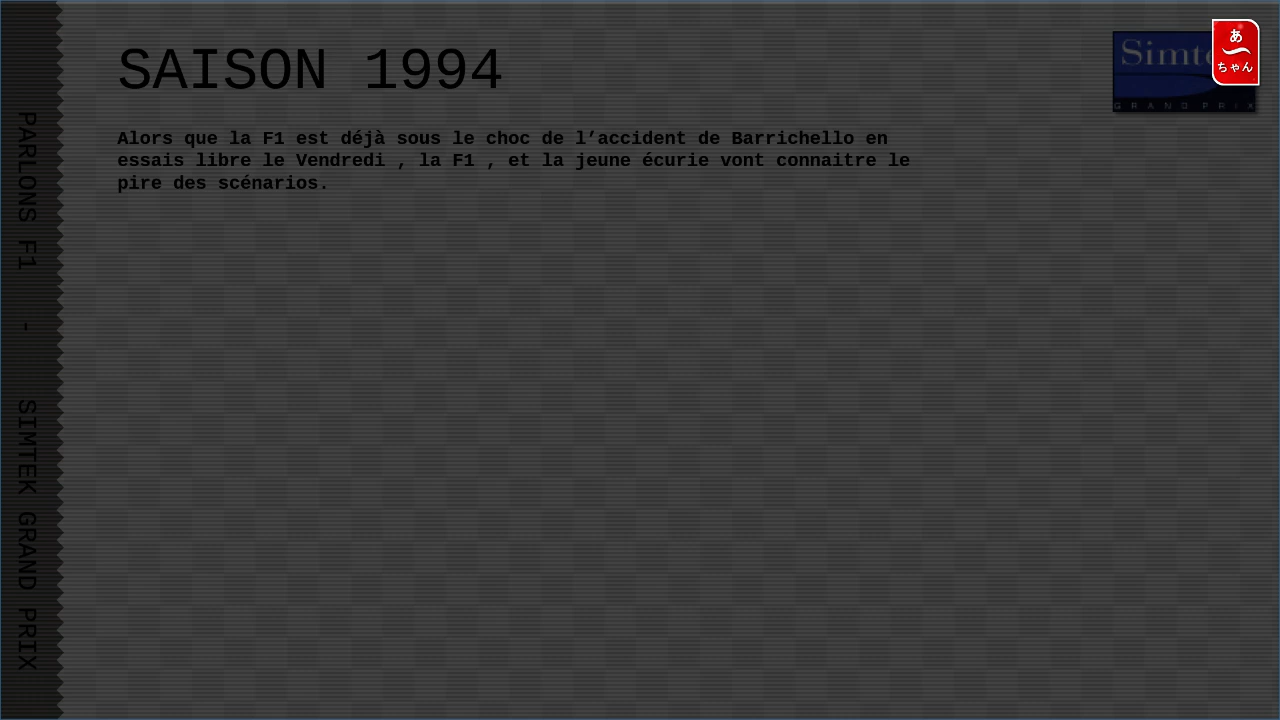 SAISON 1994
Alors que la F1 est déjà sous le choc de l’accident de Barrichello en
essais libre le Vendredi , la F1 , et la jeune écurie vont connaitre le
pire des scénarios.
PARLONS F1 - SIMTEK GRAND PRIX
GRAND PRIX
あー
ちゃん